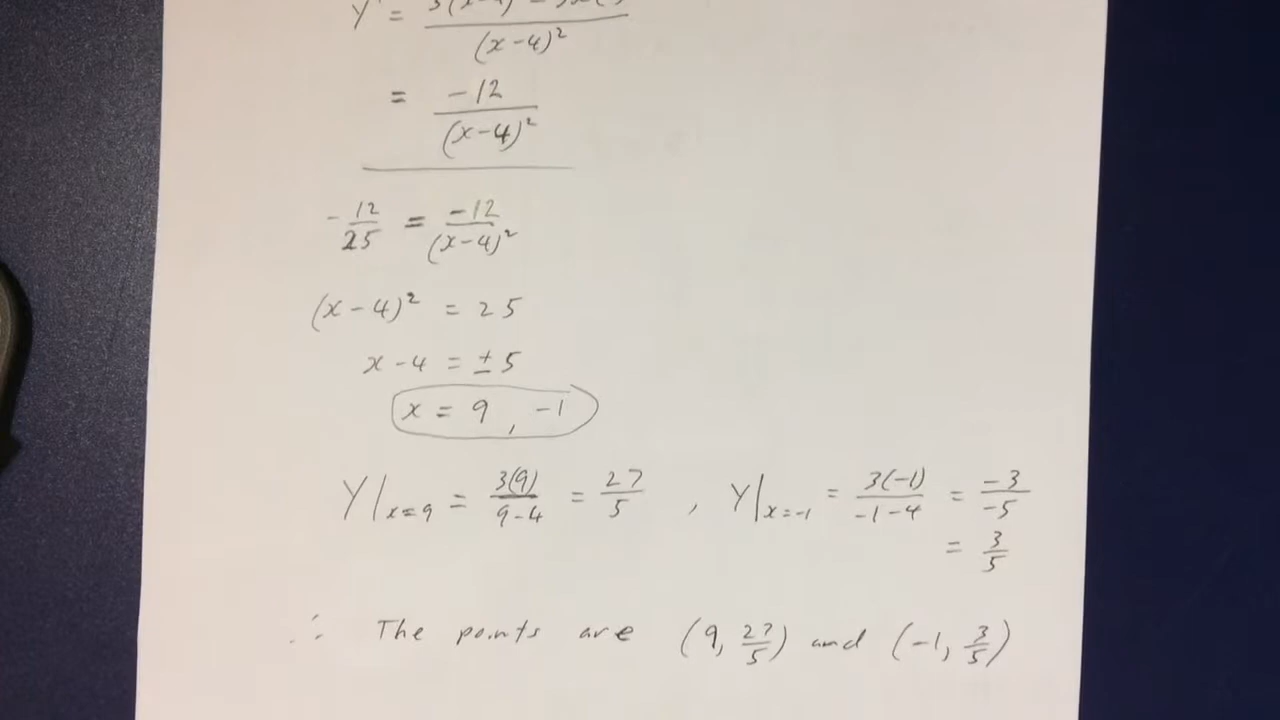 y' =
(x-4)²
= -12/(x-4)²
-12/25 = -12/(x-4)²
(x-4)² = 25
x-4 = ±5
x = 9, -1
y|x=9 = 3(9)/9-4 = 27/5 , y|x=-1 = 3(-1)/-1-4 = -3/-5
= 3/5
∴ The points are (9, 27/5) and (-1, 3/5)